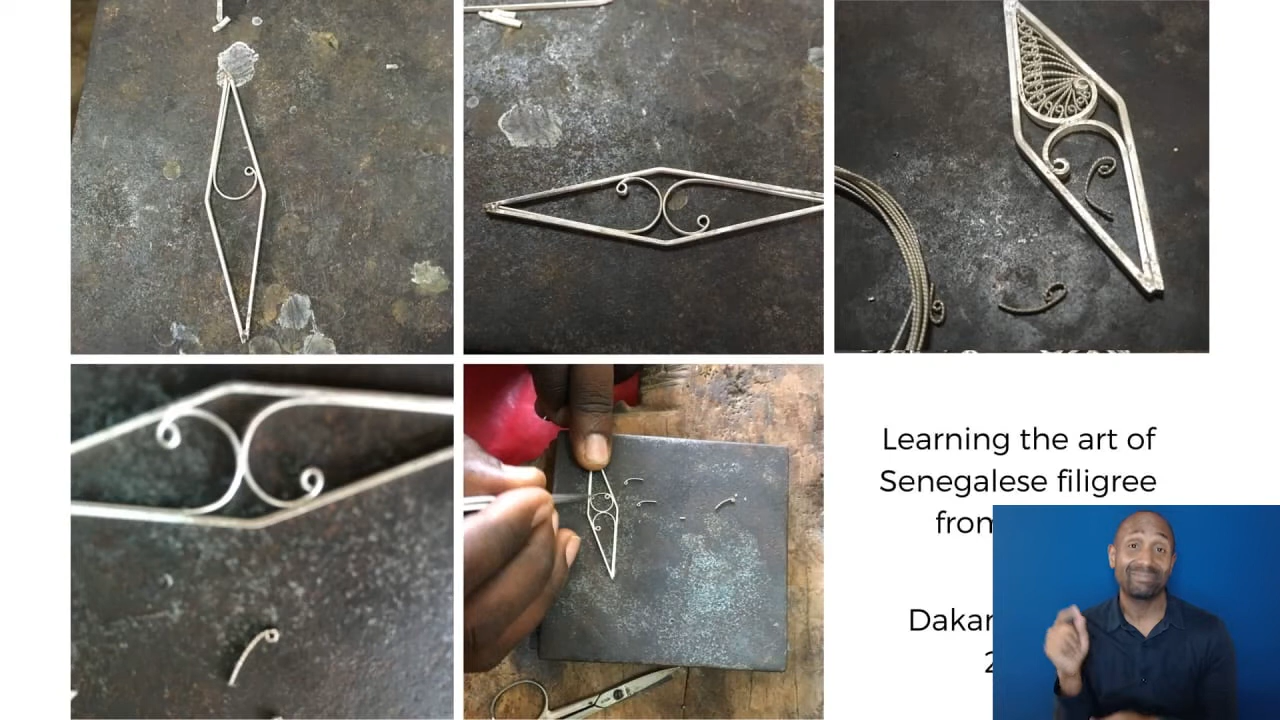 Learning the art of
Senegalese filigree
from
Dakar